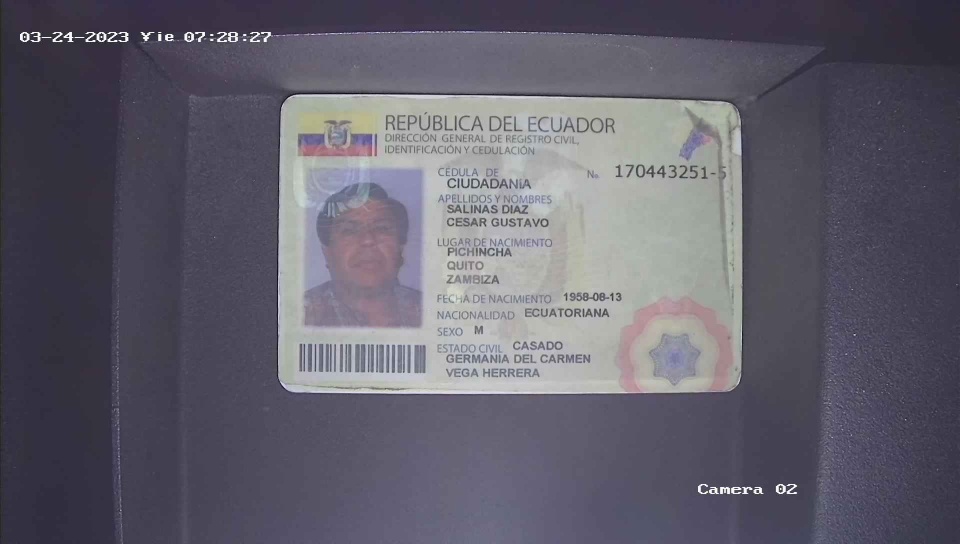 03-24-2023 Vie 07:28:27
REPÚBLICA DEL ECUADOR
DIRECCIÓN GENERAL DE REGISTRO CIVIL,
IDENTIFICACIÓN Y CEDULACIÓN
CÉDULA DE No. 170443251-5
CIUDADANÍA
APELLIDOS Y NOMBRES
SALINAS DIAZ
CESAR GUSTAVO
LUGAR DE NACIMIENTO
PICHINCHA
QUITO
ZAMBIZA
FECHA DE NACIMIENTO 1958-08-13
NACIONALIDAD ECUATORIANA
SEXO M
ESTADO CIVIL CASADO
GERMANIA DEL CARMEN
VEGA HERRERA
Camera 02